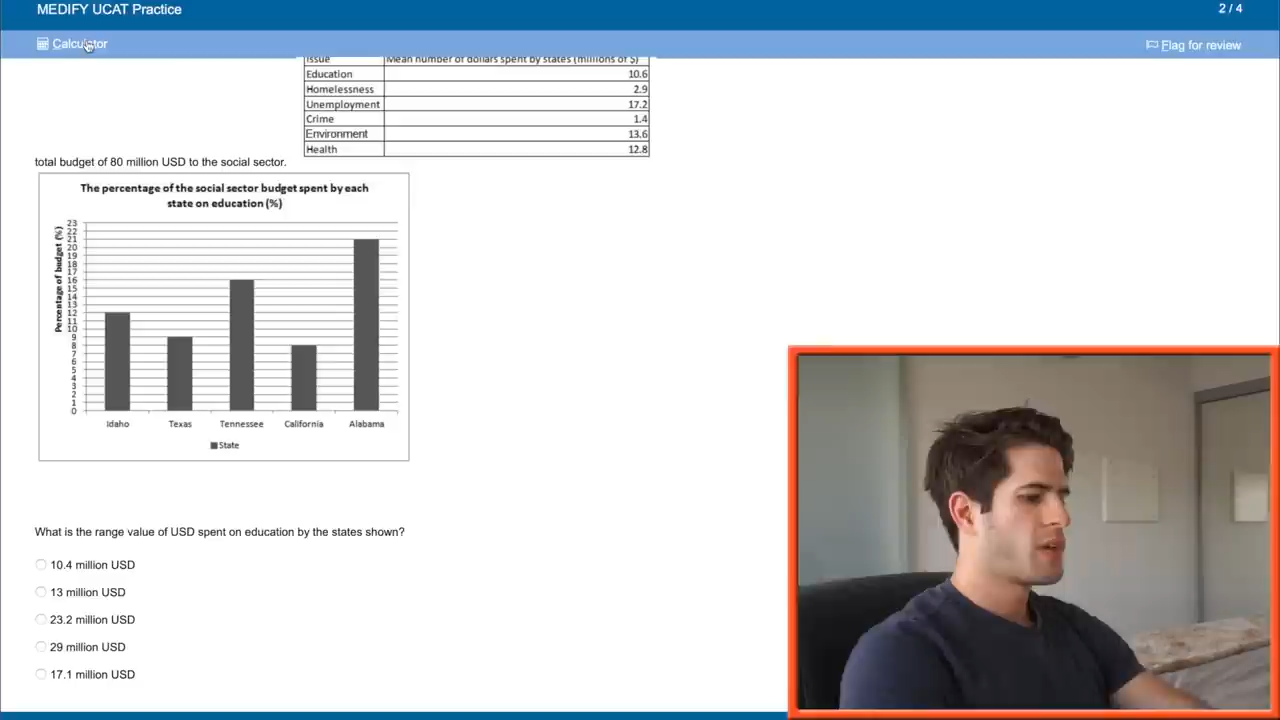 MEDIFY UCAT Practice
2 / 4
Calculator
Flag for review
Issue Mean number of dollars spent by states (millions of $)
Education 10.6
Homelessness 2.9
Unemployment 17.2
Crime 1.4
Environment 13.6
Health 12.8
total budget of 80 million USD to the social sector.
The percentage of the social sector budget spent by each
state on education (%)
Percentage of budget (%)
23
22
21
20
19
18
17
16
15
14
13
12
11
10
9
8
7
6
5
4
3
2
1
0
Idaho Texas Tennessee California Alabama
State
What is the range value of USD spent on education by the states shown?
10.4 million USD
13 million USD
23.2 million USD
29 million USD
17.1 million USD